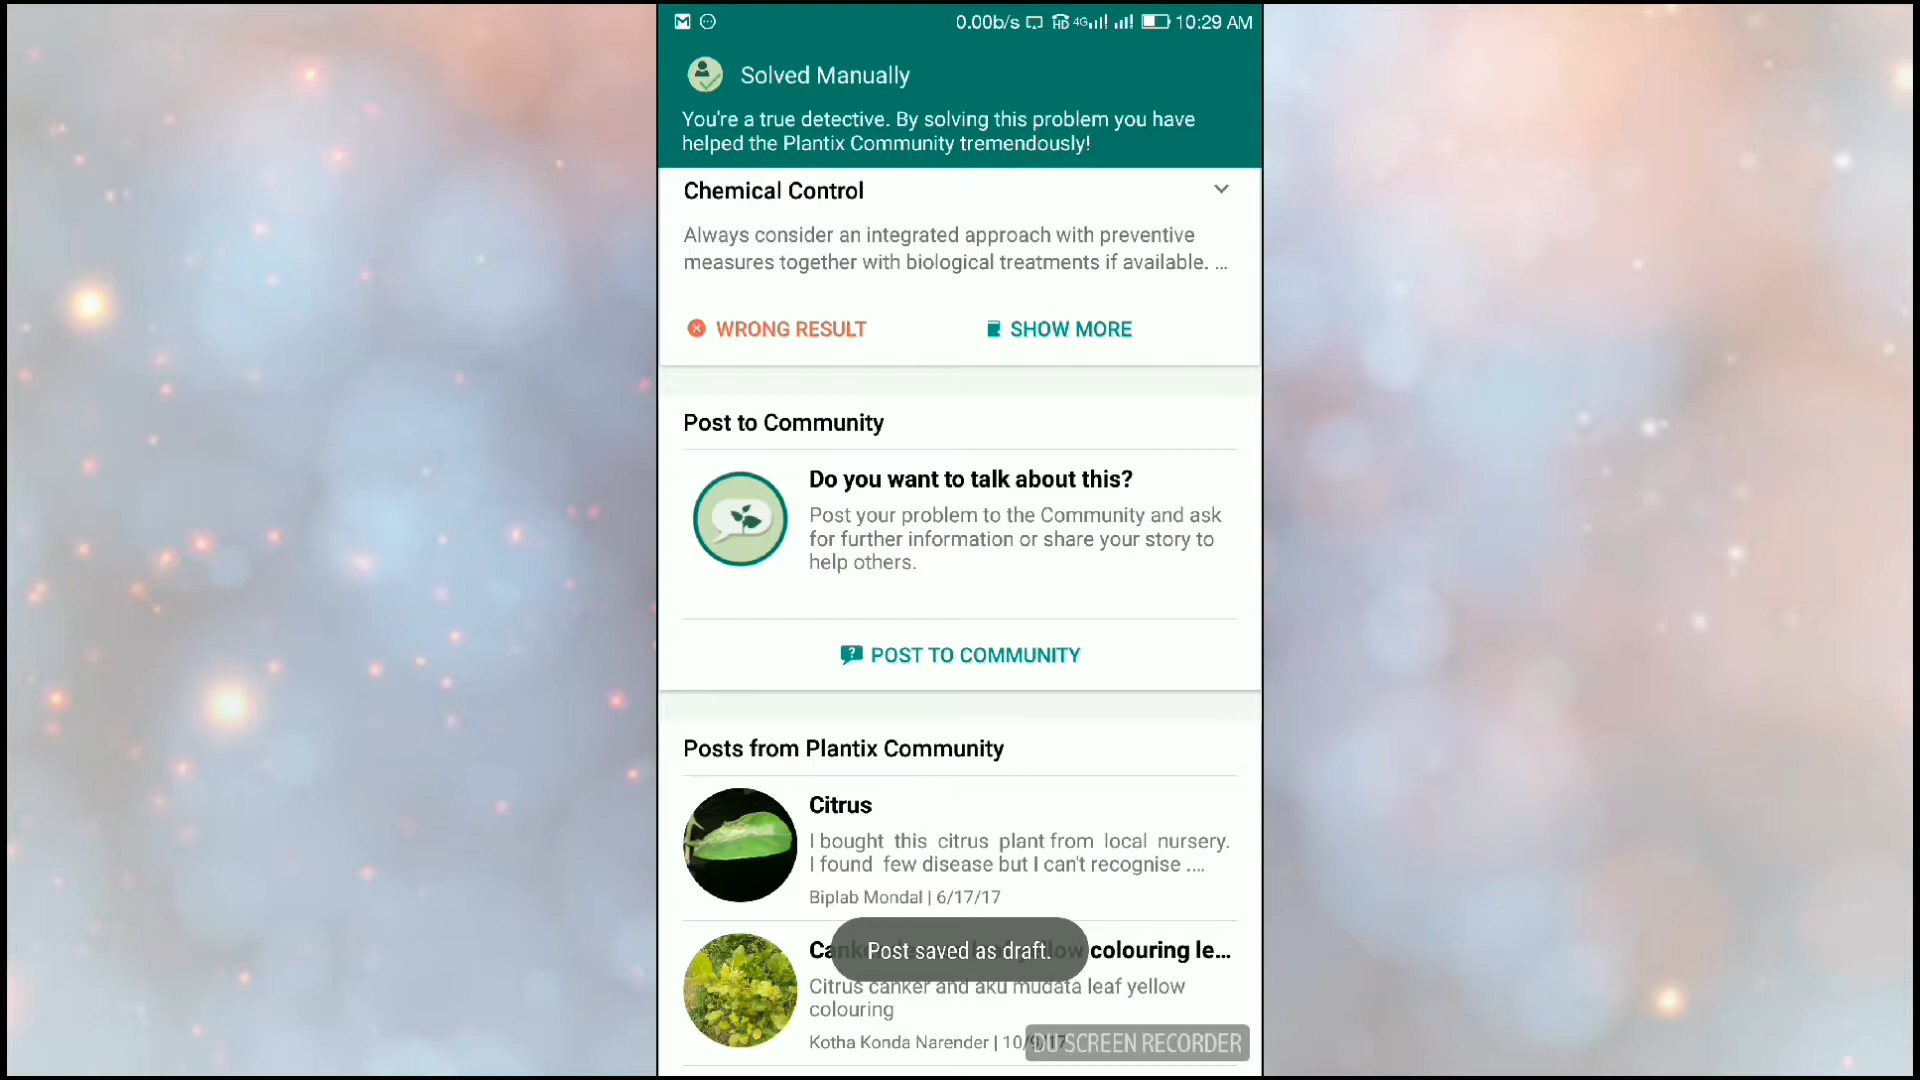 0.00b/s HD 4G 10:29 AM
Solved Manually
You're a true detective. By solving this problem you have
helped the Plantix Community tremendously!
Chemical Control
Always consider an integrated approach with preventive
measures together with biological treatments if available. ...
WRONG RESULT
SHOW MORE
Post to Community
Do you want to talk about this?
Post your problem to the Community and ask
for further information or share your story to
help others.
POST TO COMMUNITY
Posts from Plantix Community
Citrus
I bought this citrus plant from local nursery.
I found few disease but I can't recognise ....
Biplab Mondal | 6/17/17
colouring le...
Post saved as draft.
Citrus canker and aku mudata leaf yellow
colouring
Kotha Konda Narender | 10/
DU SCREEN RECORDER